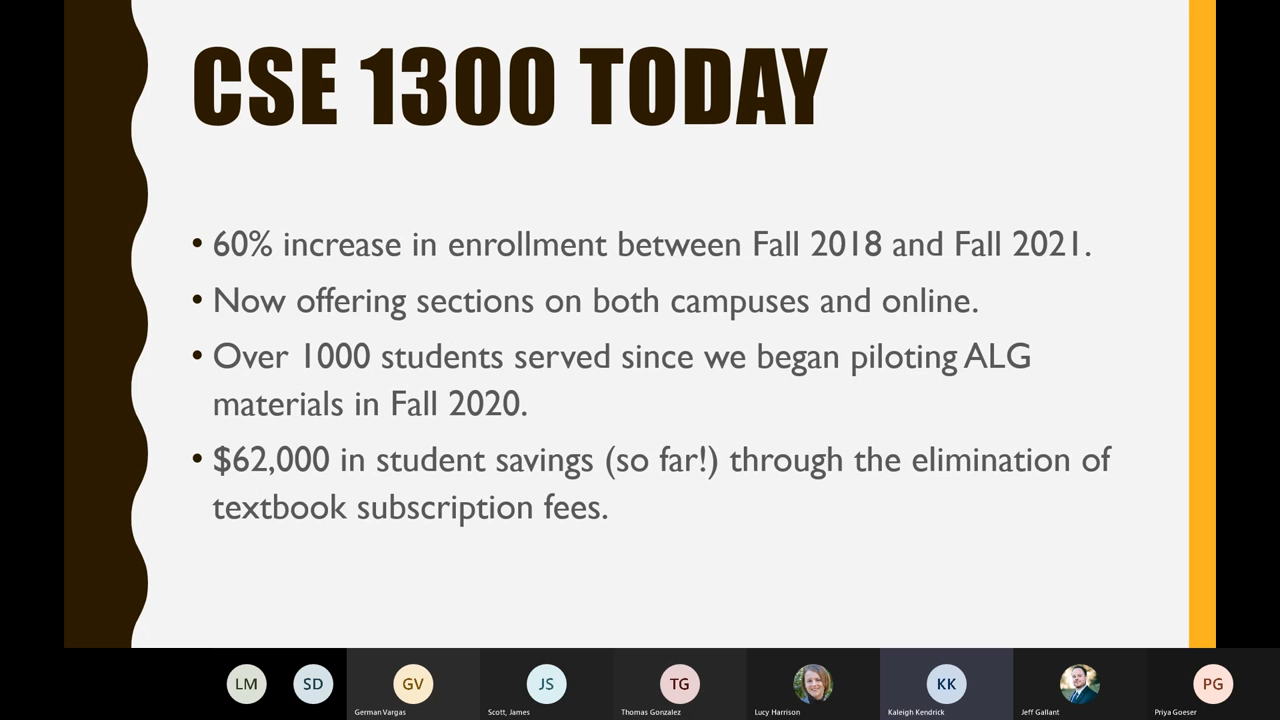 CSE 1300 TODAY
• 60% increase in enrollment between Fall 2018 and Fall 2021.
• Now offering sections on both campuses and online.
• Over 1000 students served since we began piloting ALG
materials in Fall 2020.
• $62,000 in student savings (so far!) through the elimination of
textbook subscription fees.
LM SD GV JS TG KK PG
German Vargas Scott, James Thomas Gonzalez Lucy Harrison Kaleigh Kendrick Jeff Gallant Priya Goeser